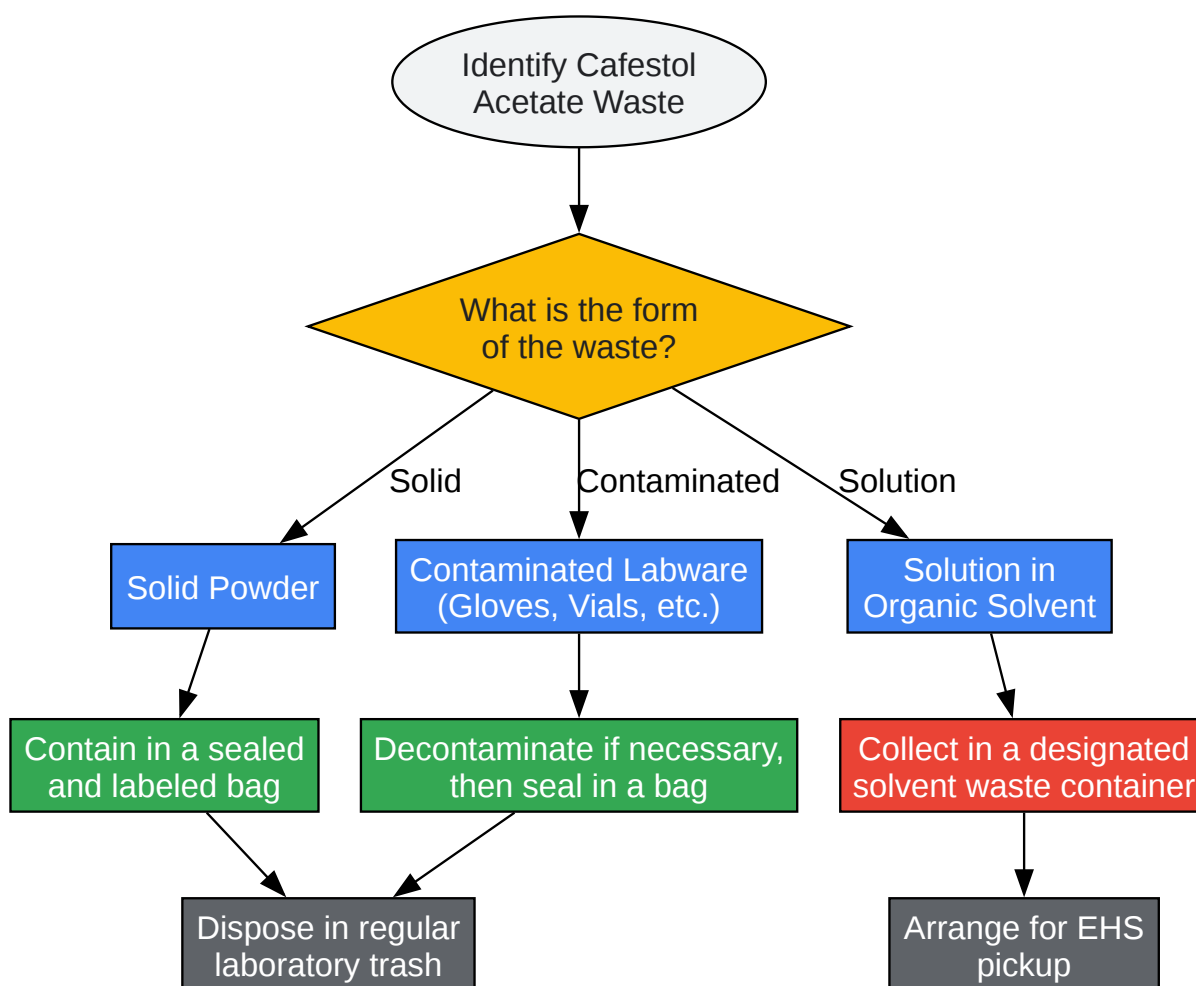 Identify Cafestol
Acetate Waste
What is the form
of the waste?
Solid
Contaminated
Solution
Solid Powder
Contaminated Labware
(Gloves, Vials, etc.)
Solution in
Organic Solvent
Contain in a sealed
and labeled bag
Decontaminate if necessary,
then seal in a bag
Collect in a designated
solvent waste container
Dispose in regular
laboratory trash
Arrange for EHS
pickup